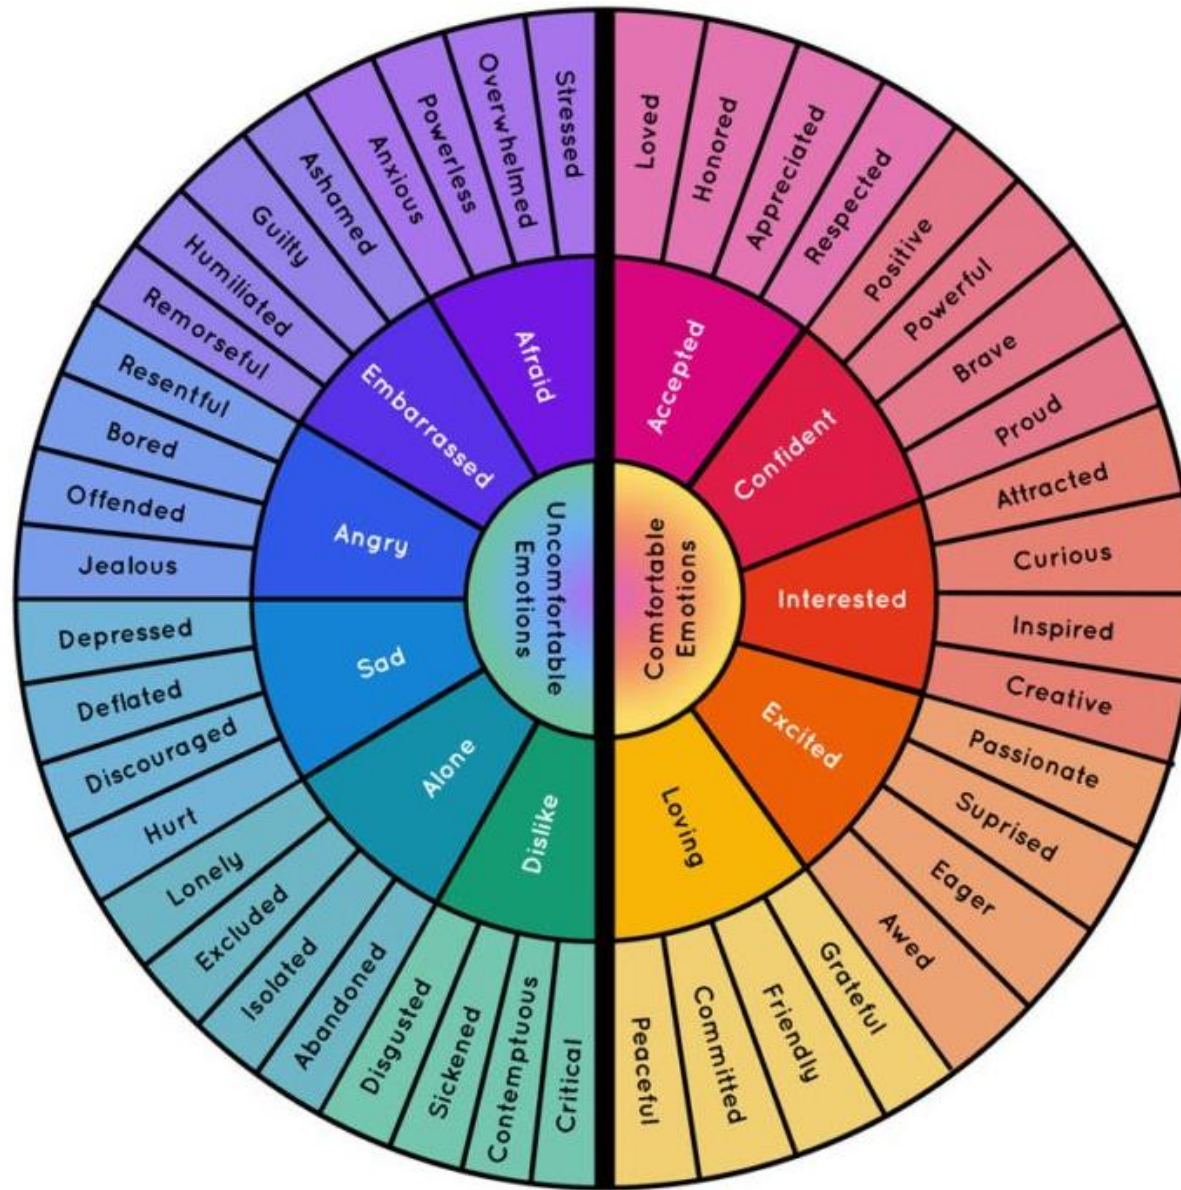 Uncomfortable
Emotions
Comfortable
Emotions
Afraid
Stressed
Overwhelmed
Powerless
Anxious
Embarrassed
Ashamed
Guilty
Humiliated
Remorseful
Angry
Resentful
Bored
Offended
Jealous
Sad
Depressed
Deflated
Discouraged
Hurt
Alone
Lonely
Excluded
Isolated
Abandoned
Dislike
Disgusted
Sickened
Contemptuous
Critical
Accepted
Loved
Honored
Appreciated
Respected
Confident
Positive
Powerful
Brave
Proud
Interested
Attracted
Curious
Inspired
Creative
Excited
Passionate
Suprised
Eager
Awed
Loving
Grateful
Friendly
Committed
Peaceful